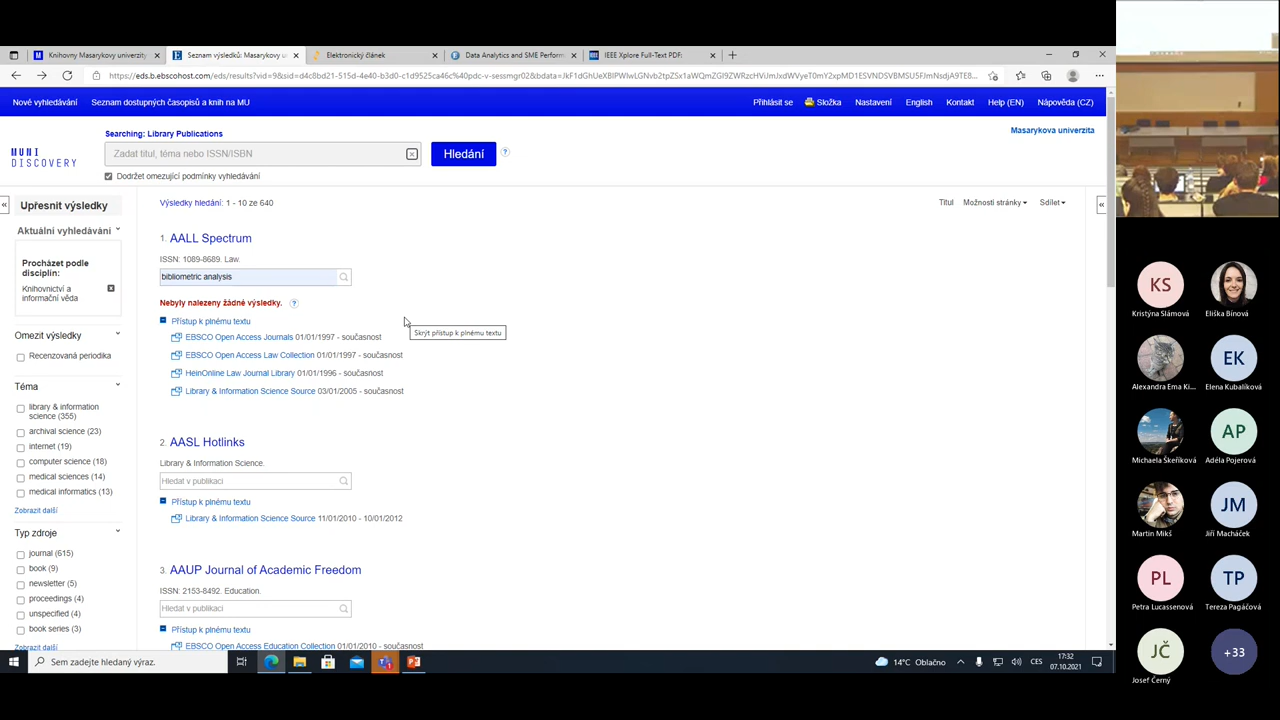 Knihovny Masarykovy univerzity
Seznam výsledků: Masarykovy u
Elektronický článek
Data Analytics and SME Perform
IEEE Xplore Full-Text PDF:
Nové vyhledávání
Seznam dostupných časopisů a knih na MU
Přihlásit se
Složka
Nastavení
English
Kontakt
Help (EN)
Nápověda (CZ)
MUNI
DISCOVERY
Searching: Library Publications
Zadat titul, téma nebo ISSN/ISBN
Hledání
Dodržet omezující podmínky vyhledávání
Masarykova univerzita
Upřesnit výsledky
Aktuální vyhledávání
Procházet podle
disciplín:
Knihovnictví a
informační věda
Omezit výsledky
Recenzovaná periodika
Téma
library & information
science (355)
archival science (23)
internet (19)
computer science (18)
medical sciences (14)
medical informatics (13)
Zobrazit další
Typ zdroje
journal (615)
book (9)
newsletter (5)
proceedings (4)
unspecified (4)
book series (3)
Zobrazit další
Výsledky hledání: 1 - 10 ze 640
Titul
Možnosti stránky
Sdílet
1. AALL Spectrum
ISSN: 1089-8689. Law.
bibliometric analysis
Nebyly nalezeny žádné výsledky.
Přístup k plnému textu
Skrýt přístup k plnému textu
EBSCO Open Access Journals 01/01/1997 - současnost
EBSCO Open Access Law Collection 01/01/1997 - současnost
HeinOnline Law Journal Library 01/01/1996 - současnost
Library & Information Science Source 03/01/2005 - současnost
2. AASL Hotlinks
Library & Information Science.
Hledat v publikaci
Přístup k plnému textu
Library & Information Science Source 11/01/2010 - 10/01/2012
3. AAUP Journal of Academic Freedom
ISSN: 2153-8492. Education.
Hledat v publikaci
Přístup k plnému textu
EBSCO Open Access Education Collection 01/01/2010 - současnost
Sem zadejte hledaný výraz.
14°C Oblačno
CES
17:32
07.10.2021
KS
Kristýna Slámová
Eliška Bínová
Alexandra Ema Ki...
EK
Elena Kubalíková
Michaela Škeříková
AP
Adéla Pojerová
Martin Mikš
JM
Jiří Macháček
PL
Petra Lucassenová
TP
Tereza Pagáčová
JČ
Josef Černý
+33